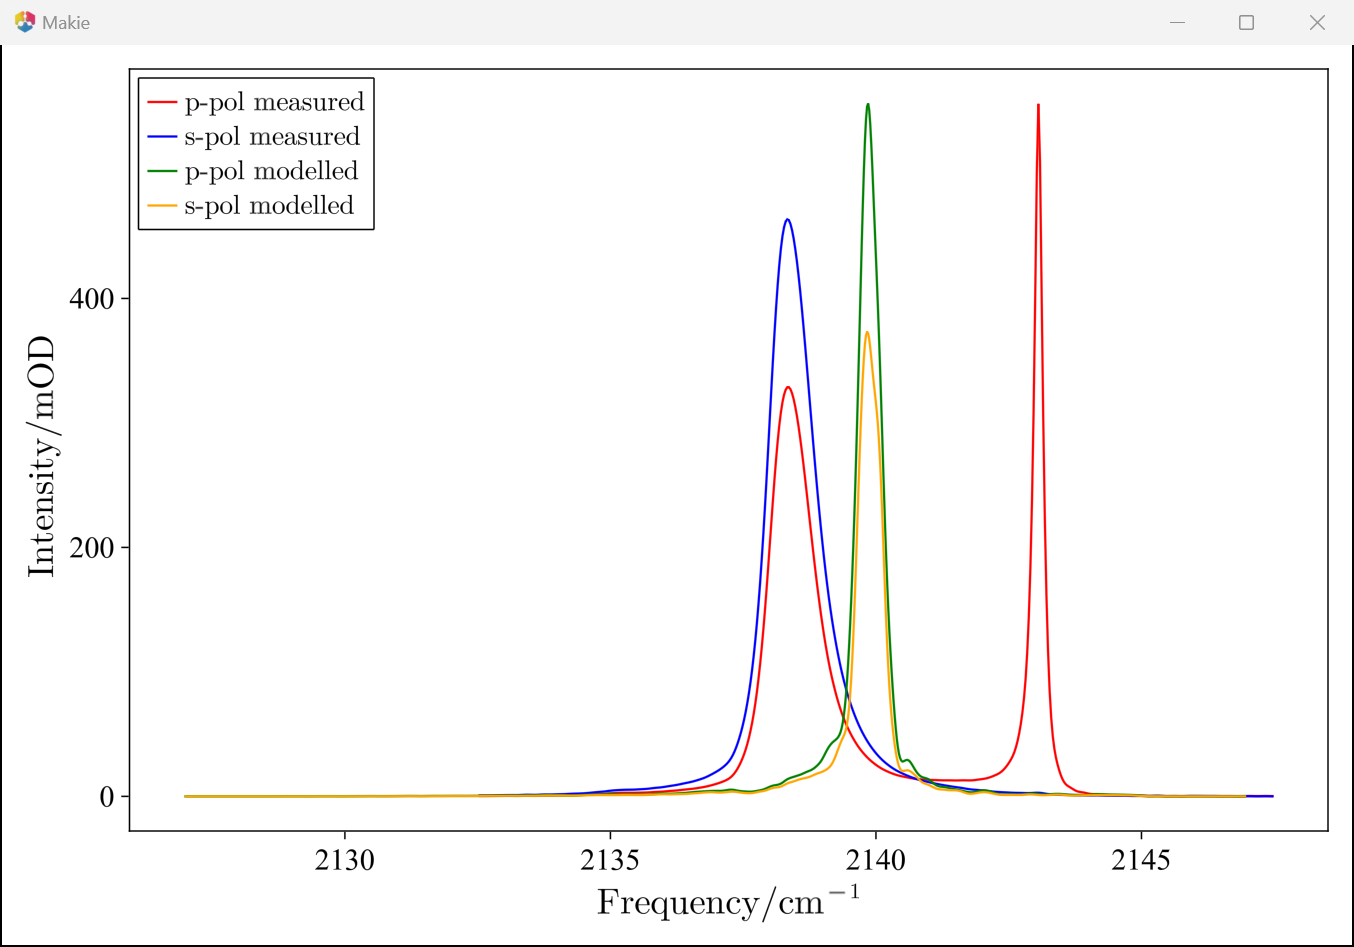 Makie
p-pol measured
s-pol measured
p-pol modelled
s-pol modelled
400
200
0
Intensity/mOD
2130 2135 2140 2145
Frequency/cm⁻¹